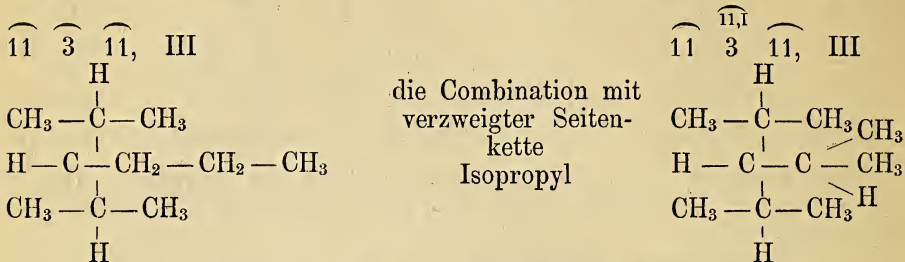 11 3 11, III
H
CH₃—C—CH₃
H—C—CH₂—CH₂—CH₃
CH₃—C—CH₃
H
die Combination mit
verzweigter Seiten-
kette
Isopropyl
11,I
11 3 11, III
H
CH₃—C—CH₃ CH₃
H—C—C—CH₃
CH₃—C—CH₃ H
H